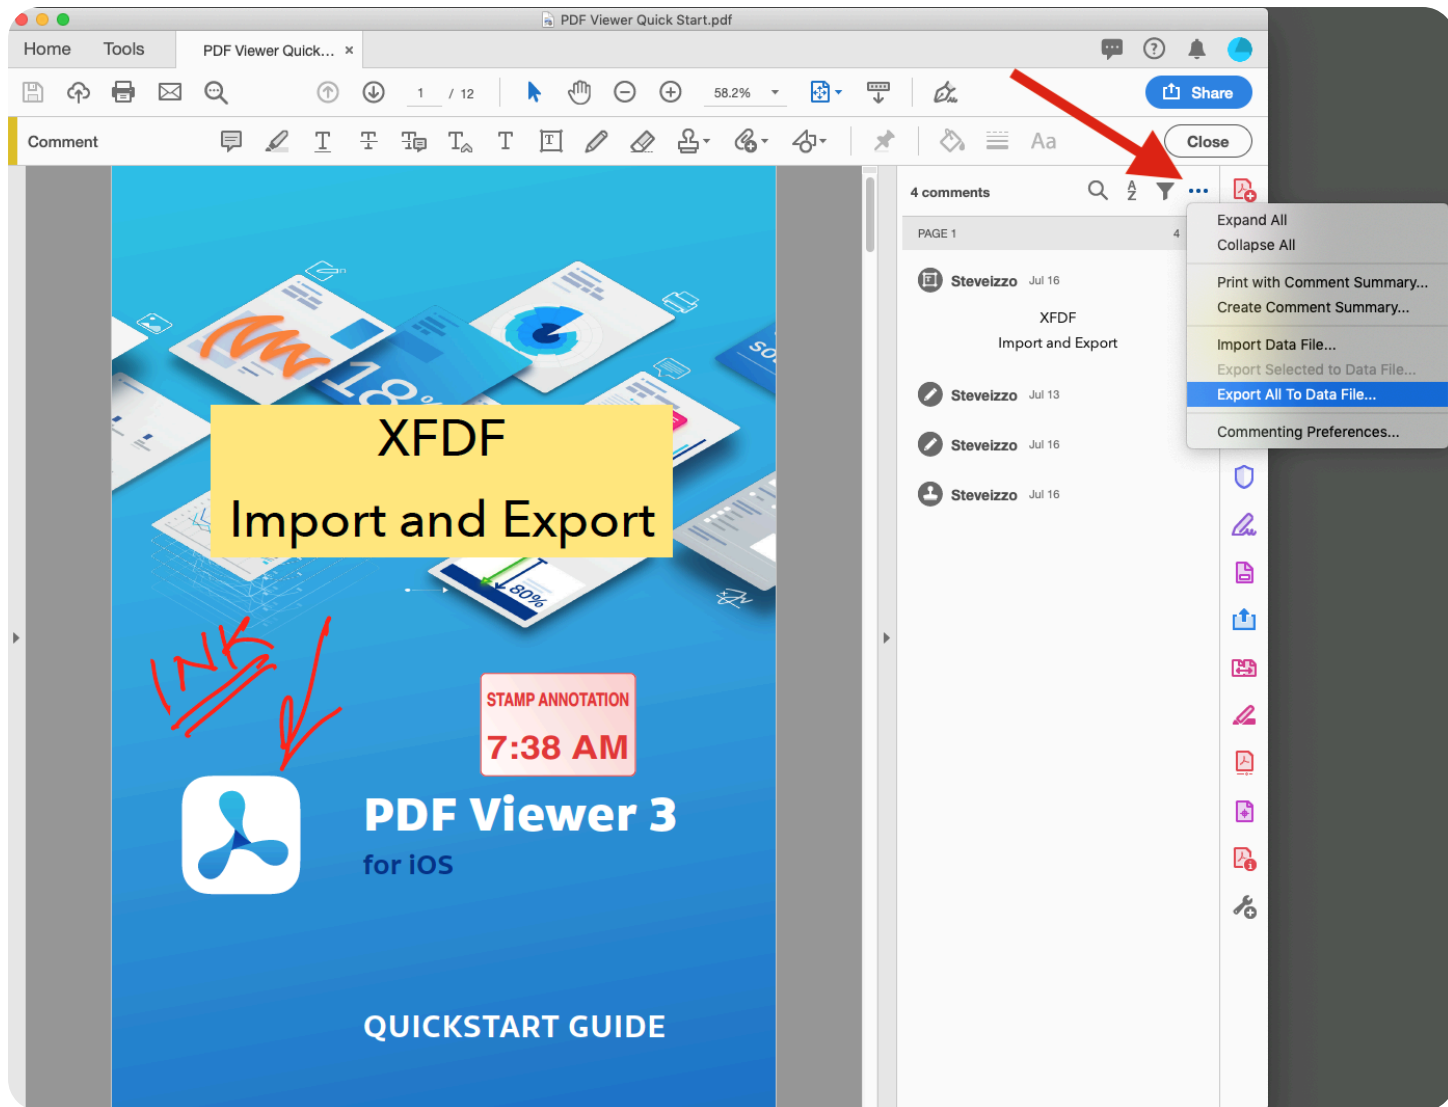 PDF Viewer Quick Start.pdf
Home
Tools
PDF Viewer Quick... ×
1 / 12
58.2%
Share
Comment
Aa
Close
4 comments
A
Z
PAGE 1
4
Steveizzo Jul 16
XFDF
Import and Export
Steveizzo Jul 13
Steveizzo Jul 16
Steveizzo Jul 16
Expand All
Collapse All
Print with Comment Summary...
Create Comment Summary...
Import Data File...
Export Selected to Data File...
Export All To Data File...
Commenting Preferences...
18%
XFDF
Import and Export
80%
INK
STAMP ANNOTATION
7:38 AM
PDF Viewer 3
for iOS
QUICKSTART GUIDE